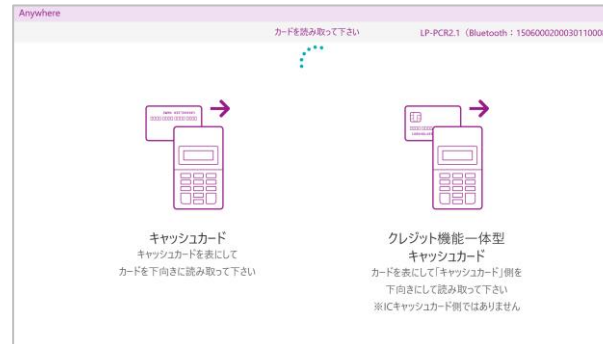 Anywhere
カードを読み取って下さい
LP-PCR2.1（Bluetooth：1506000200030110008
キャッシュカード
キャッシュカードを表にして
カードを下向きに読み取って下さい
クレジット機能一体型
キャッシュカード
カードを表にして「キャッシュカード」側を
下向きにして読み取って下さい
※ICキャッシュカード側ではありません